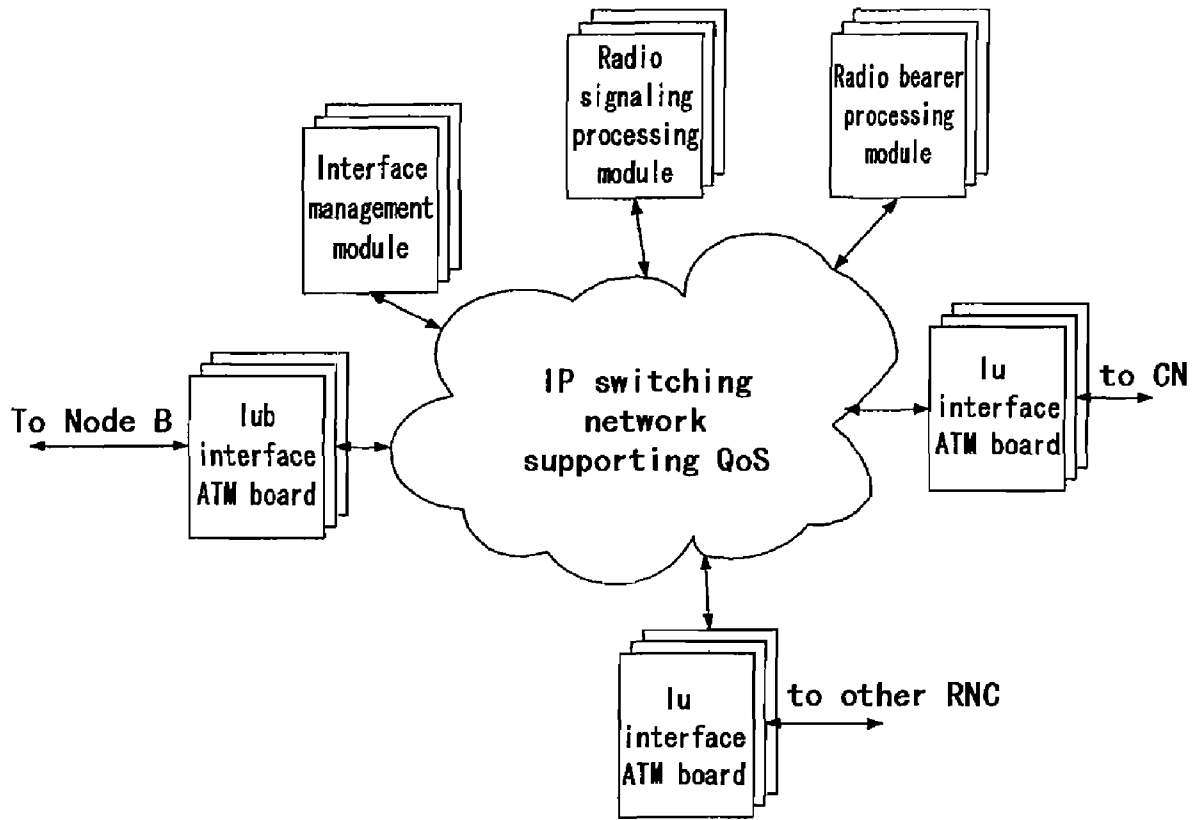 Radio
signaling
processing
module
Radio bearer
processing
module
Interface
management
module
IP switching
network
supporting QoS
Iu
interface
ATM board
to CN
To Node B
Iub
interface
ATM board
Iu
interface
ATM board
to other RNC